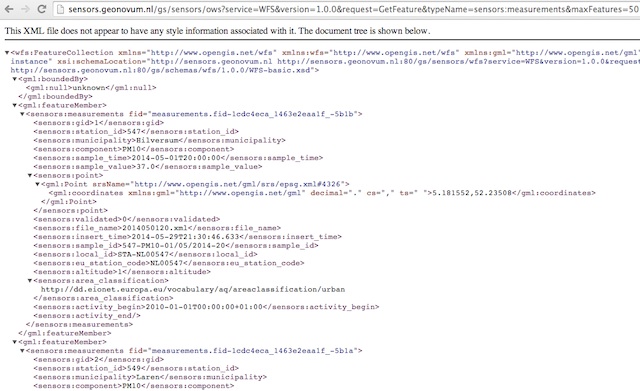 sensors.geonovum.nl/gs/sensors/ows?service=WFS&version=1.0.0&request=GetFeature&typeName=sensors:measurements&maxFeatures=50
This XML file does not appear to have any style information associated with it. The document tree is shown below.
▼<wfs:FeatureCollection xmlns="http://www.opengis.net/wfs" xmlns:wfs="http://www.opengis.net/wfs" xmlns:gml="http://www.opengis.net/gml"
instance" xsi:schemaLocation="http://sensors.geonovum.nl http://sensors.geonovum.nl:80/gs/sensors/wfs?service=WFS&version=1.0.0&reques
http://sensors.geonovum.nl:80/gs/schemas/wfs/1.0.0/WFS-basic.xsd">
▼<gml:boundedBy>
<gml:null>unknown</gml:null>
</gml:boundedBy>
▼<gml:featureMember>
▼<sensors:measurements fid="measurements.fid-1cdc4eca_1463e2eaa1f_-5b1b">
<sensors:gid>1</sensors:gid>
<sensors:station_id>547</sensors:station_id>
<sensors:municipality>Hilversum</sensors:municipality>
<sensors:component>PM10</sensors:component>
<sensors:sample_time>2014-05-01T20:00:00</sensors:sample_time>
<sensors:sample_value>37.0</sensors:sample_value>
▼<sensors:point>
▼<gml:Point srsName="http://www.opengis.net/gml/srs/epsg.xml#4326">
<gml:coordinates xmlns:gml="http://www.opengis.net/gml" decimal="." cs="," ts=" ">5.181552,52.23508</gml:coordinates>
</gml:Point>
</sensors:point>
<sensors:validated>0</sensors:validated>
<sensors:file_name>2014050120.xml</sensors:file_name>
<sensors:insert_time>2014-05-29T21:30:46.633</sensors:insert_time>
<sensors:sample_id>547-PM10-01/05/2014-20</sensors:sample_id>
<sensors:local_id>STA-NL00547</sensors:local_id>
<sensors:eu_station_code>NL00547</sensors:eu_station_code>
<sensors:altitude>1</sensors:altitude>
▼<sensors:area_classification>
http://dd.eionet.europa.eu/vocabulary/aq/areaclassification/urban
</sensors:area_classification>
<sensors:activity_begin>2010-01-01T00:00:00+01:00</sensors:activity_begin>
<sensors:activity_end/>
</sensors:measurements>
</gml:featureMember>
▼<gml:featureMember>
▼<sensors:measurements fid="measurements.fid-1cdc4eca_1463e2eaa1f_-5b1a">
<sensors:gid>2</sensors:gid>
<sensors:station_id>549</sensors:station_id>
<sensors:municipality>Laren</sensors:municipality>
<sensors:component>PM10</sensors:component>